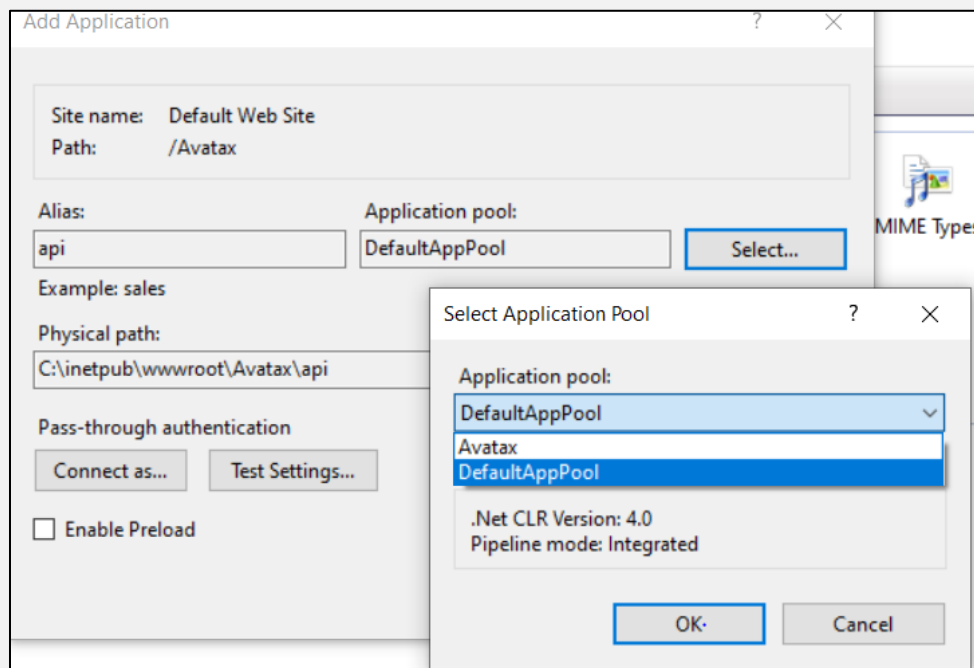 Add Application
?
Site name: Default Web Site
Path: /Avatax
MIME Types
Alias:
Application pool:
api
DefaultAppPool
Select...
Example: sales
Physical path:
C:\inetpub\wwwroot\Avatax\api
Pass-through authentication
Connect as...
Test Settings...
Enable Preload
Select Application Pool
?
Application pool:
DefaultAppPool
Avatax
DefaultAppPool
.Net CLR Version: 4.0
Pipeline mode: Integrated
OK
Cancel